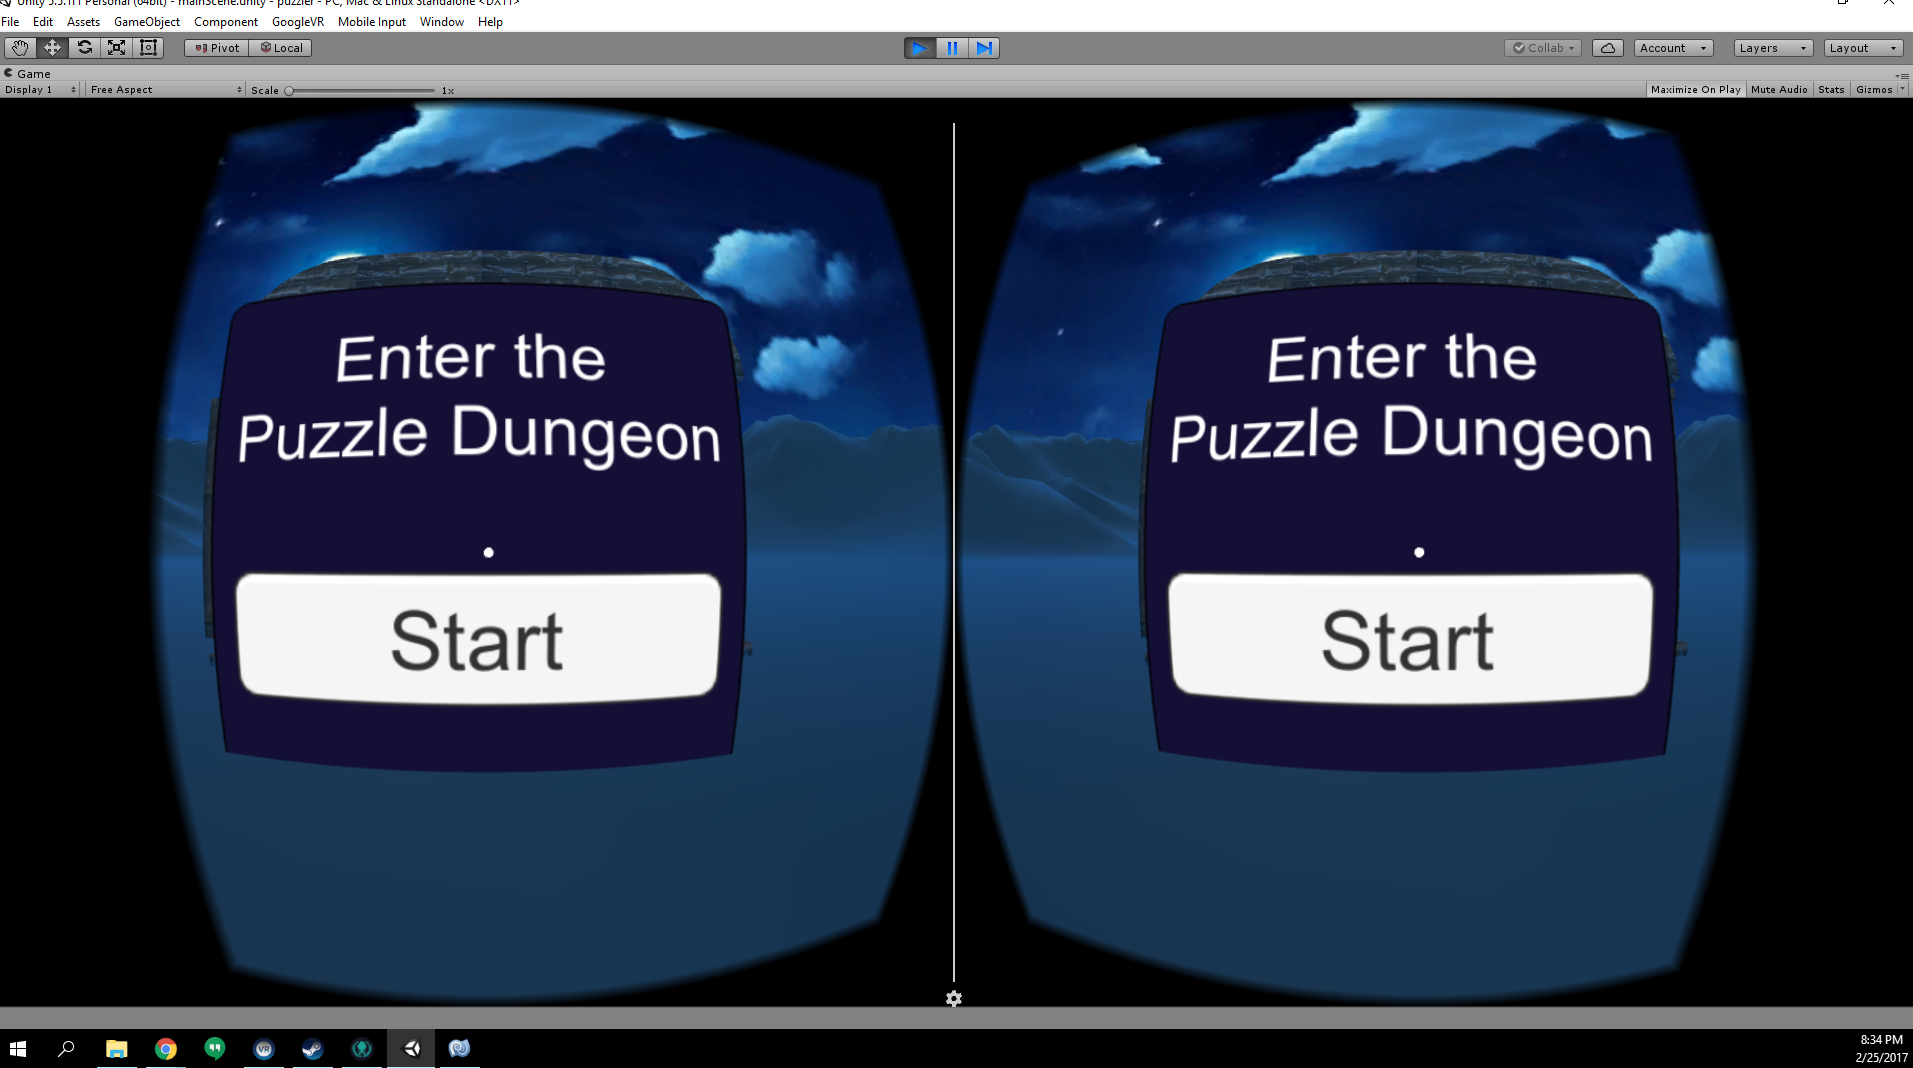 Unity 5.5.1f1 Personal (64bit) - mainScene.unity - puzzler - PC, Mac & Linux Standalone <DX11>
File Edit Assets GameObject Component GoogleVR Mobile Input Window Help
Pivot Local Collab Account Layers Layout
Game
Display 1 Free Aspect Scale 1x Maximize On Play Mute Audio Stats Gizmos
Enter the
Puzzle Dungeon
Start
Enter the
Puzzle Dungeon
Start
VR
8:34 PM
2/25/2017